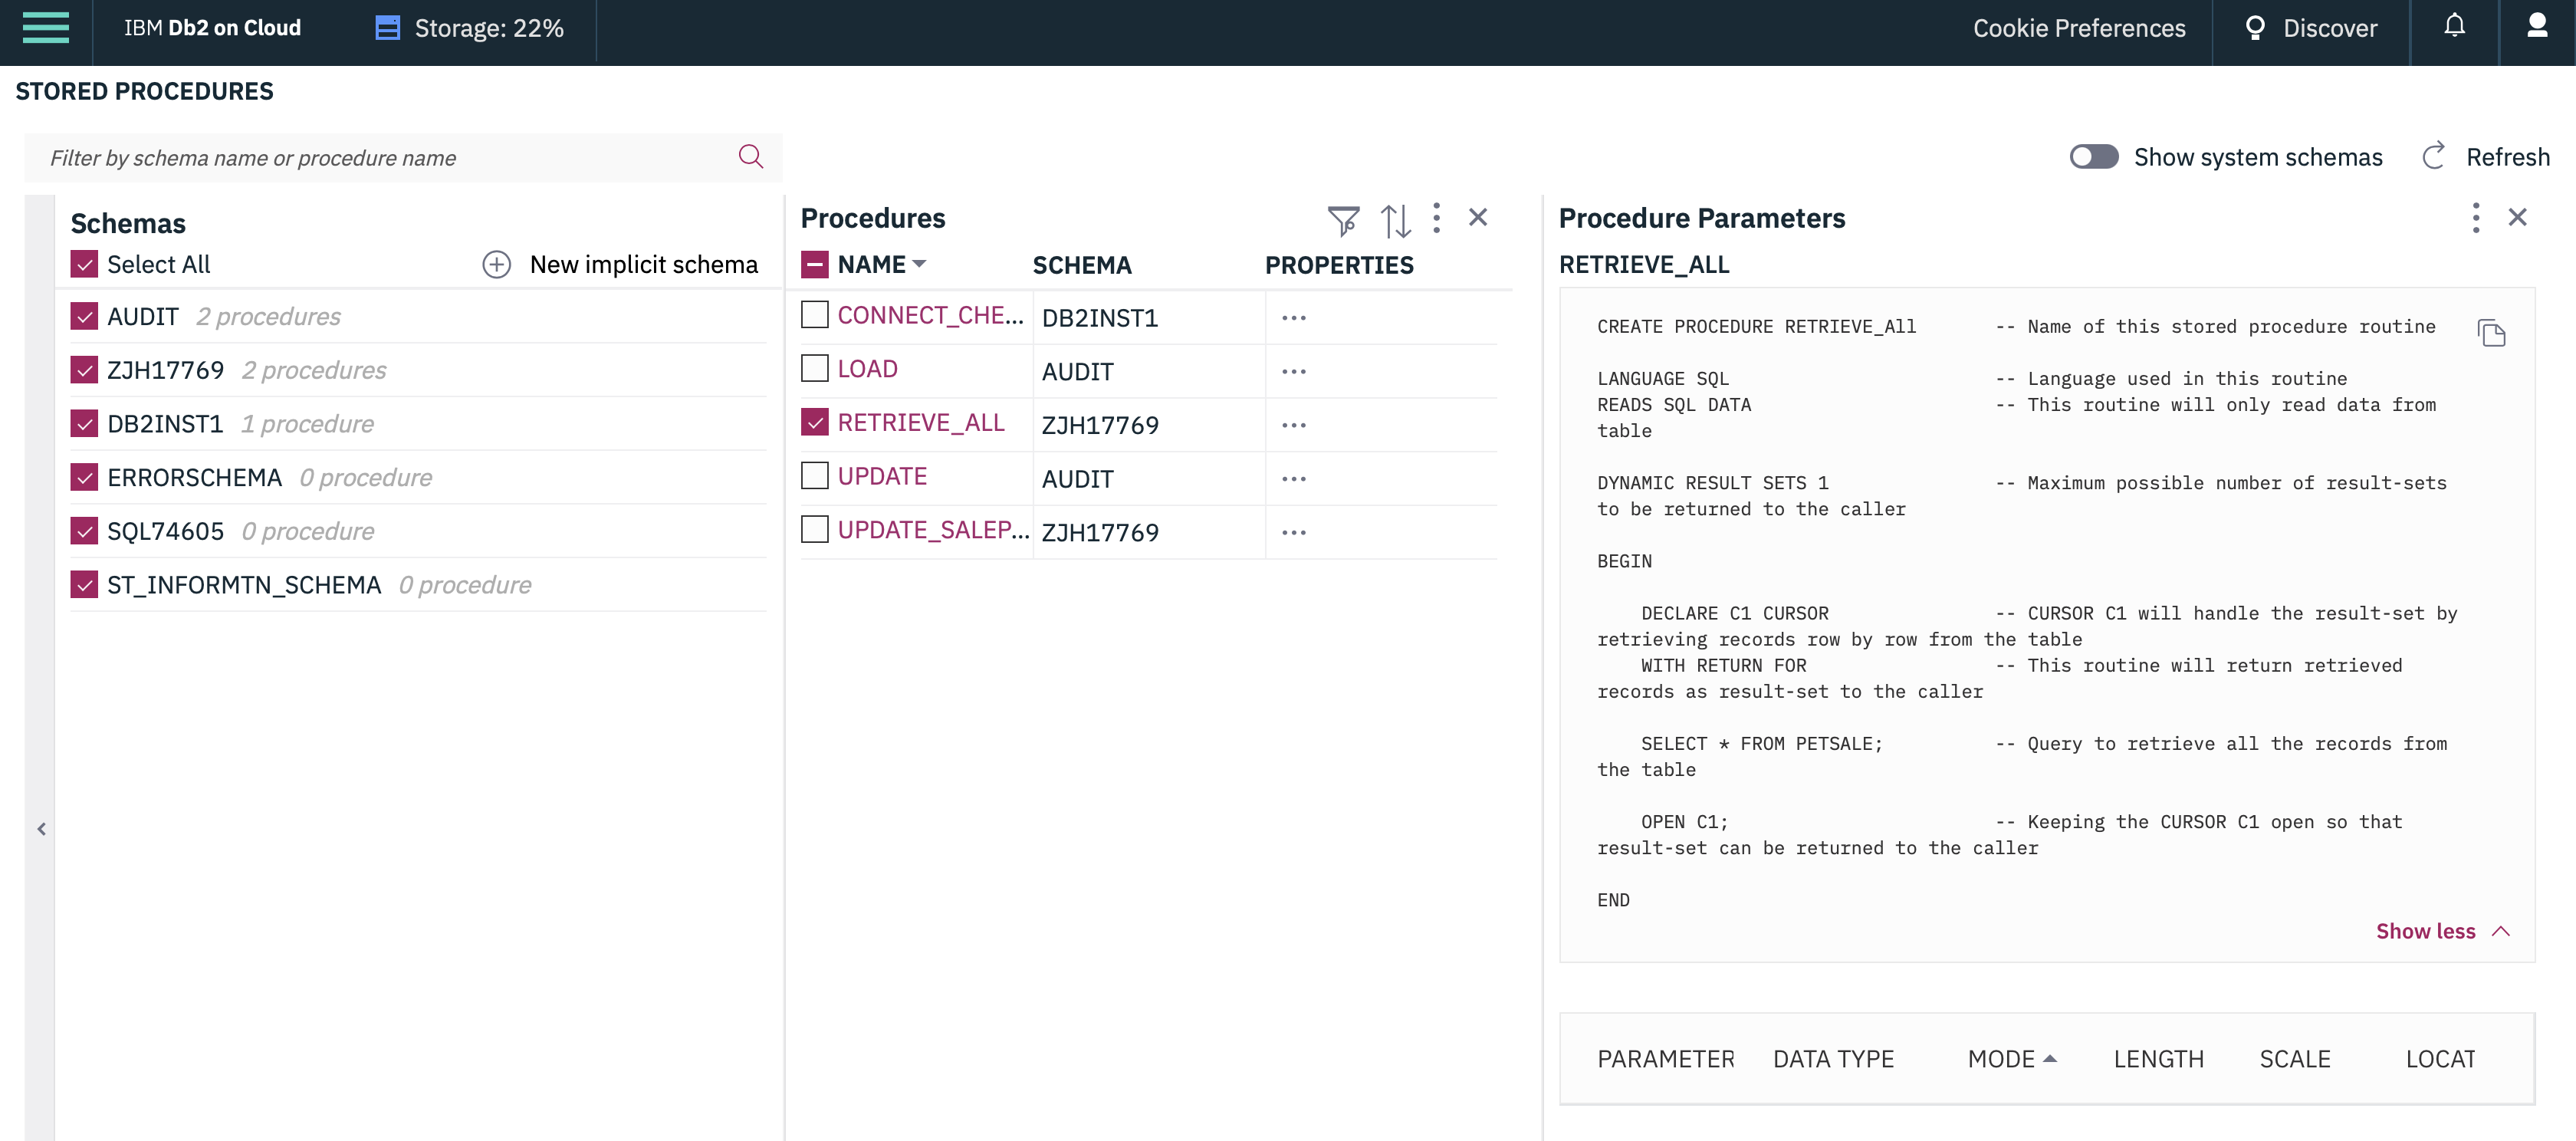 IBM Db2 on Cloud
Storage: 22%
Cookie Preferences
Discover
STORED PROCEDURES
Filter by schema name or procedure name
Show system schemas
Refresh
Schemas
Select All
New implicit schema
AUDIT 2 procedures
ZJH17769 2 procedures
DB2INST1 1 procedure
ERRORSCHEMA 0 procedure
SQL74605 0 procedure
ST_INFORMTN_SCHEMA 0 procedure
Procedures
NAME SCHEMA PROPERTIES
CONNECT_CHE... DB2INST1 ...
LOAD AUDIT ...
RETRIEVE_ALL ZJH17769 ...
UPDATE AUDIT ...
UPDATE_SALEP... ZJH17769 ...
Procedure Parameters
RETRIEVE_ALL
CREATE PROCEDURE RETRIEVE_All -- Name of this stored procedure routine
LANGUAGE SQL -- Language used in this routine
READS SQL DATA -- This routine will only read data from
table
DYNAMIC RESULT SETS 1 -- Maximum possible number of result-sets
to be returned to the caller
BEGIN
DECLARE C1 CURSOR -- CURSOR C1 will handle the result-set by
retrieving records row by row from the table
WITH RETURN FOR -- This routine will return retrieved
records as result-set to the caller
SELECT * FROM PETSALE; -- Query to retrieve all the records from
the table
OPEN C1; -- Keeping the CURSOR C1 open so that
result-set can be returned to the caller
END
Show less
PARAMETER DATA TYPE MODE LENGTH SCALE LOCAT